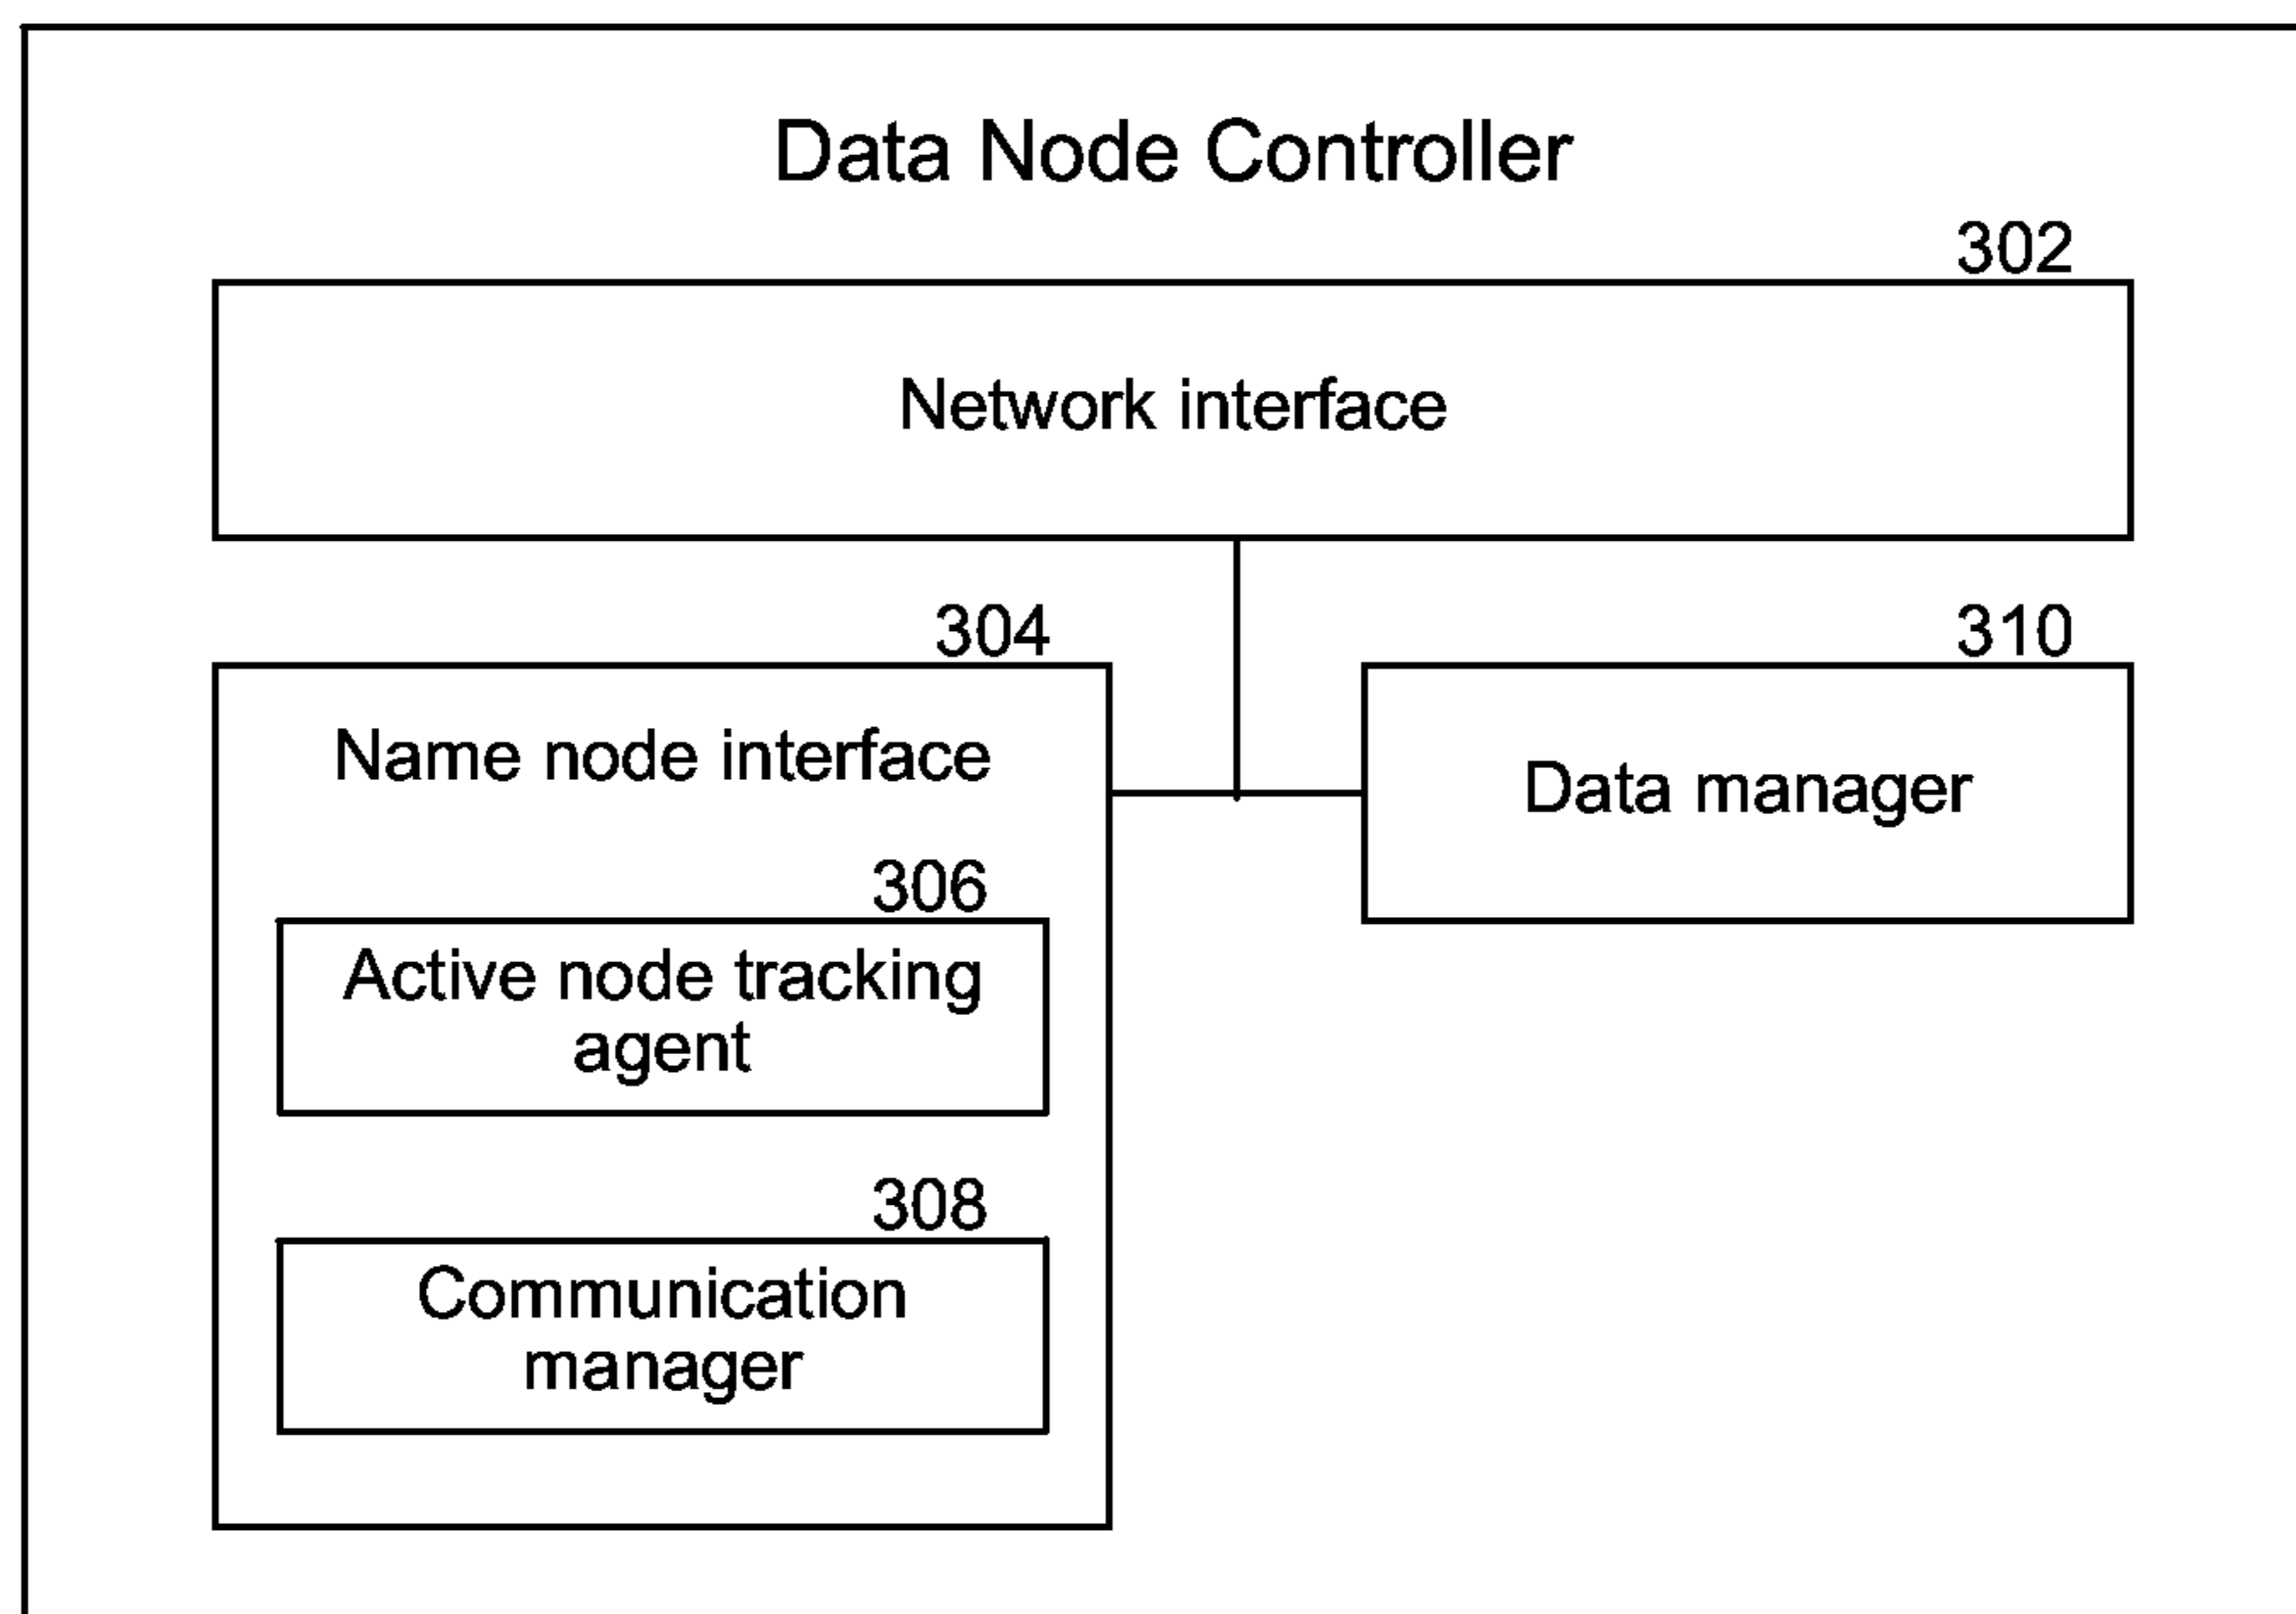 Data Node Controller
302
Network interface
304
Name node interface
306
Active node tracking
agent
308
Communication
manager
310
Data manager